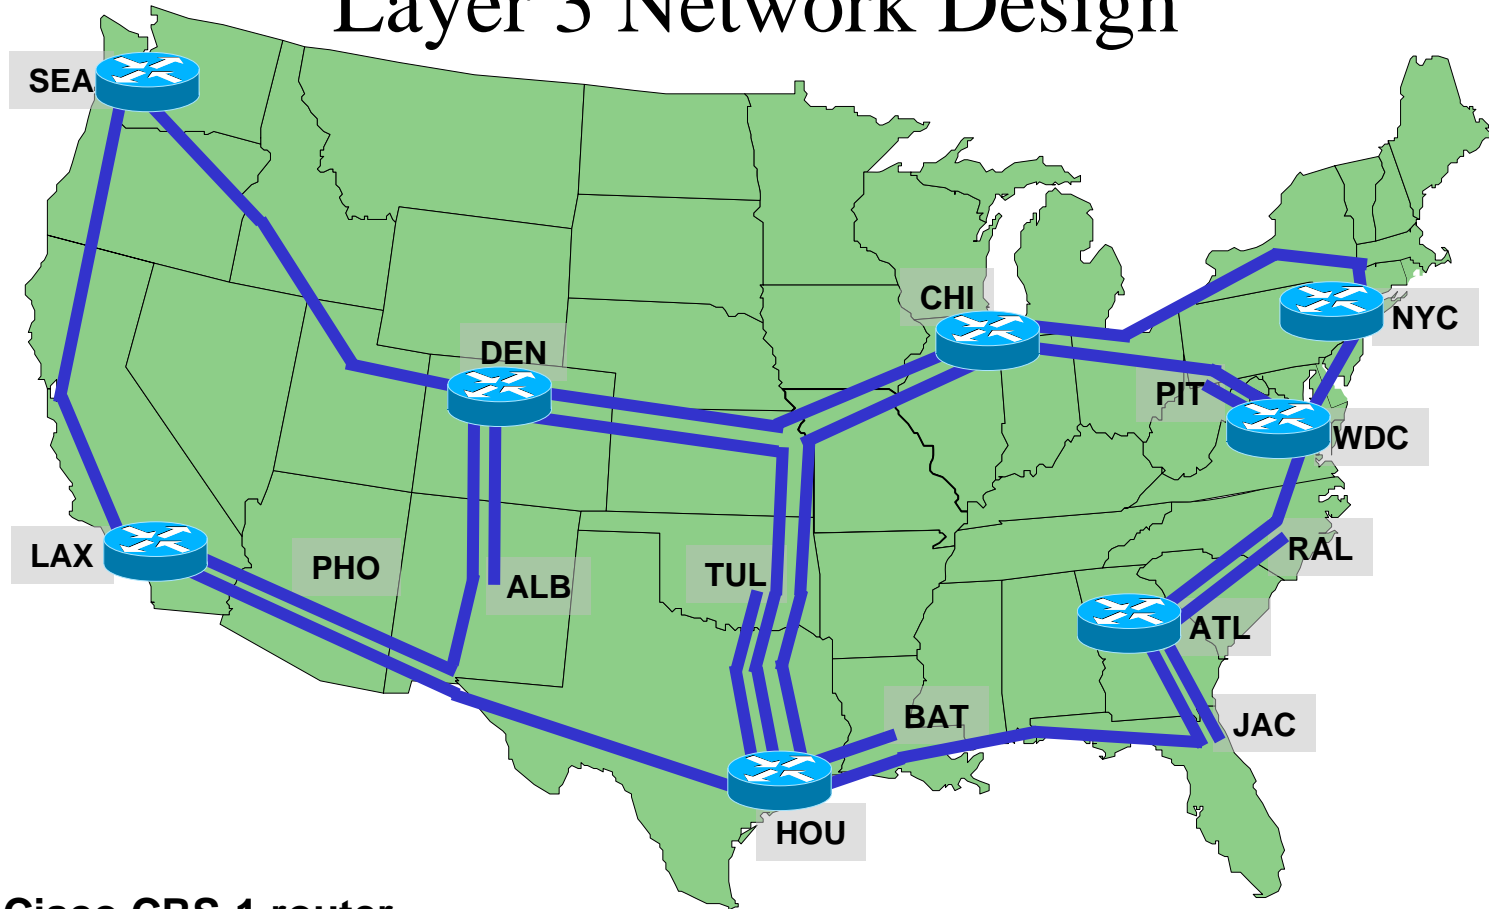 Layer 3 Network Design
SEA
CHI
NYC
DEN
PIT
WDC
LAX
PHO
ALB
TUL
RAL
ATL
BAT
JAC
HOU
Cisco CRS-1 router